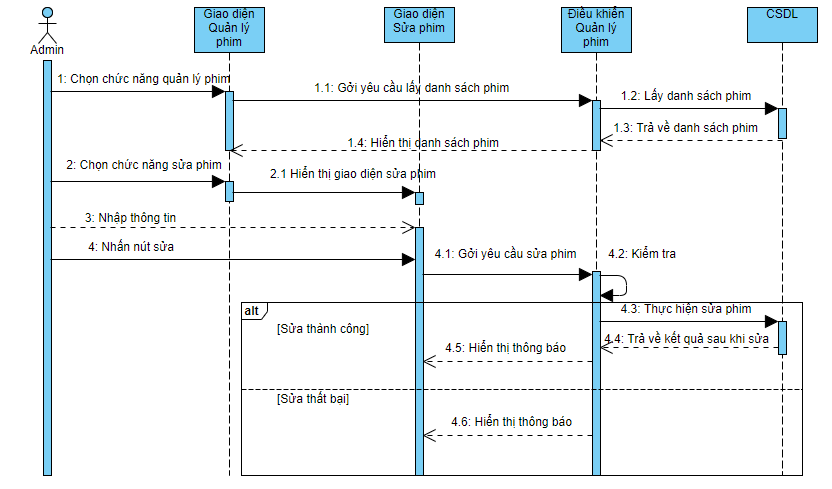 Giao diện
Quản lý
phim
Giao diện
Sửa phim
Điều khiển
Quản lý
phim
CSDL
Admin
1: Chọn chức năng quản lý phim
1.1: Gởi yêu cầu lấy danh sách phim
1.2: Lấy danh sách phim
1.3: Trả về danh sách phim
1.4: Hiển thị danh sách phim
2: Chọn chức năng sửa phim
2.1 Hiển thị giao diện sửa phim
3: Nhập thông tin
4: Nhấn nút sửa
4.1: Gởi yêu cầu sửa phim
4.2: Kiểm tra
alt
4.3: Thực hiện sửa phim
[Sửa thành công]
4.4: Trả về kết quả sau khi sửa
4.5: Hiển thị thông báo
[Sửa thất bại]
4.6: Hiển thị thông báo